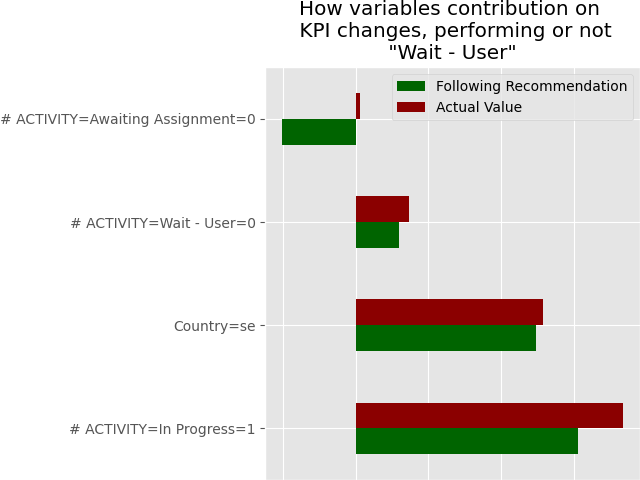 How variables contribution on
KPI changes, performing or not
"Wait - User"
Following Recommendation
Actual Value
# ACTIVITY=Awaiting Assignment=0
# ACTIVITY=Wait - User=0
Country=se
# ACTIVITY=In Progress=1